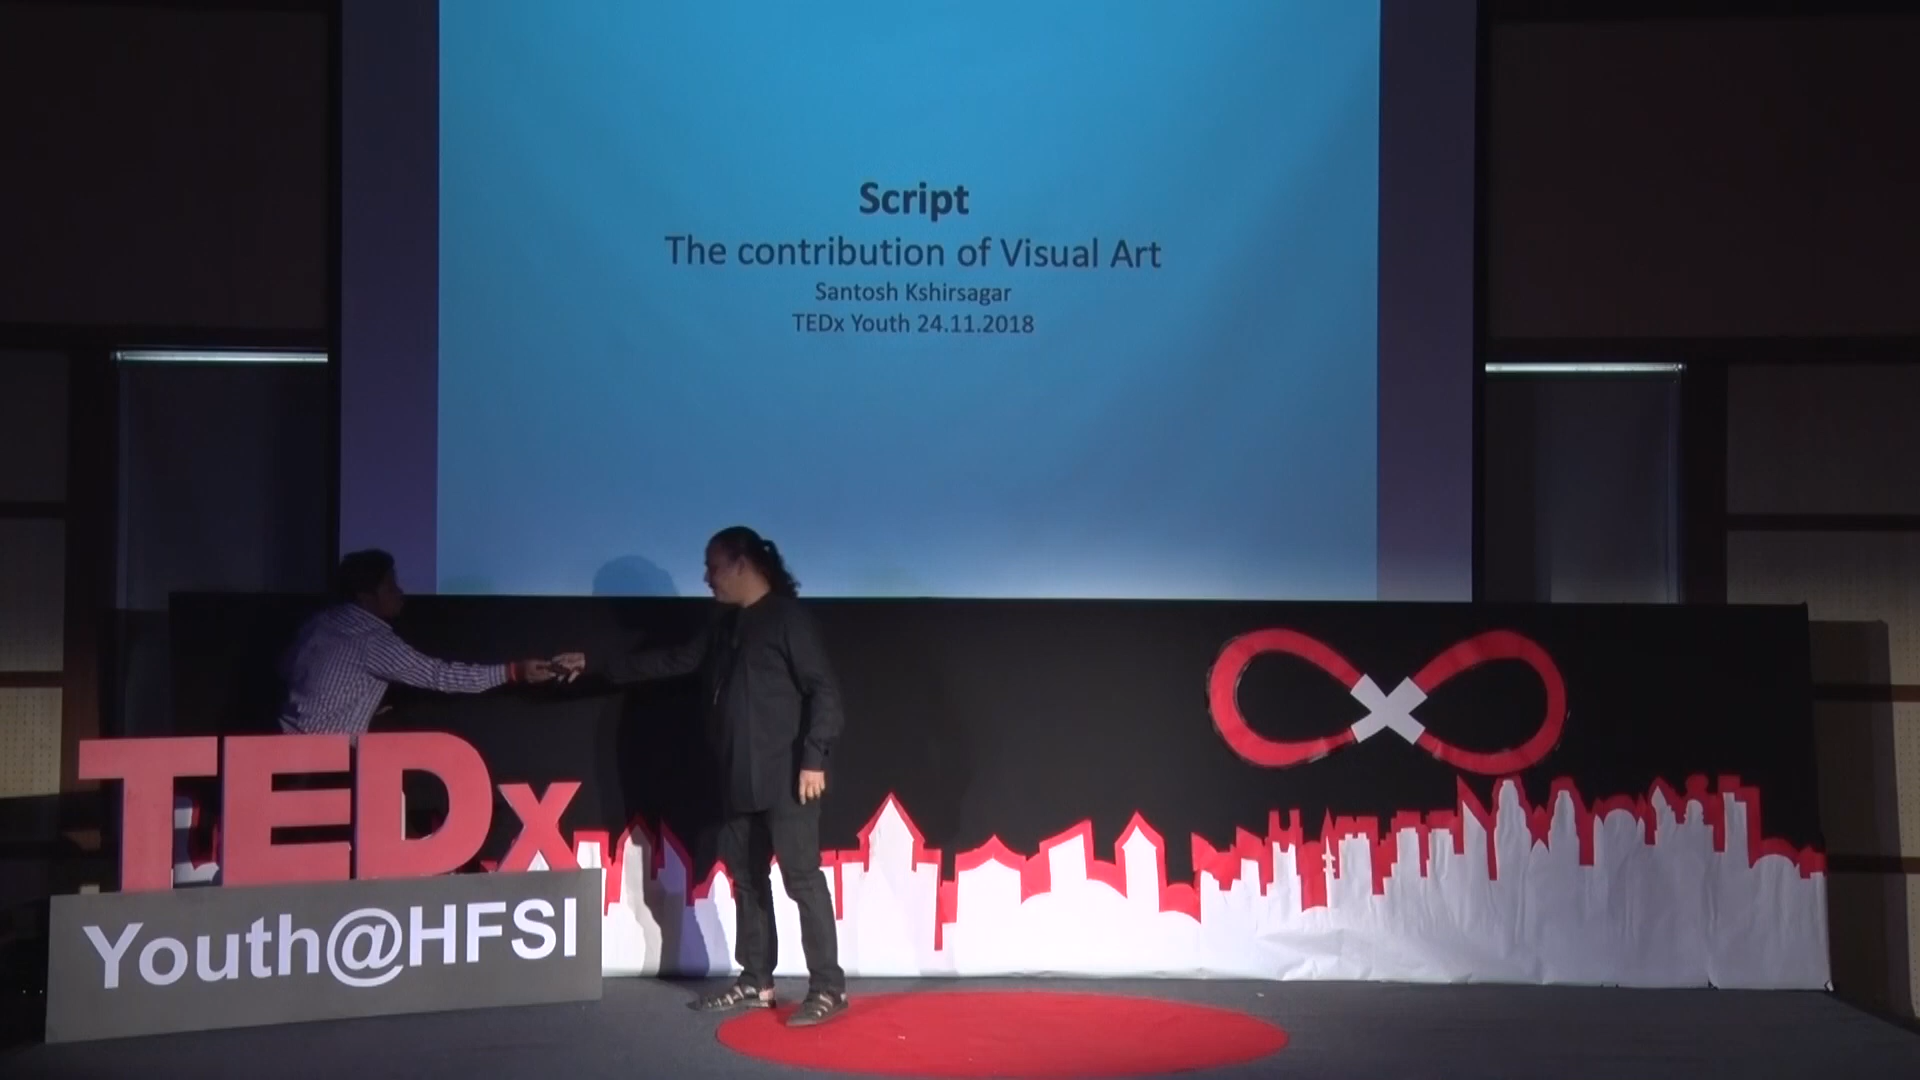 Script
The contribution of Visual Art
Santosh Kshirsagar
TEDx Youth 24.11.2018
TEDx
Youth@HFSI